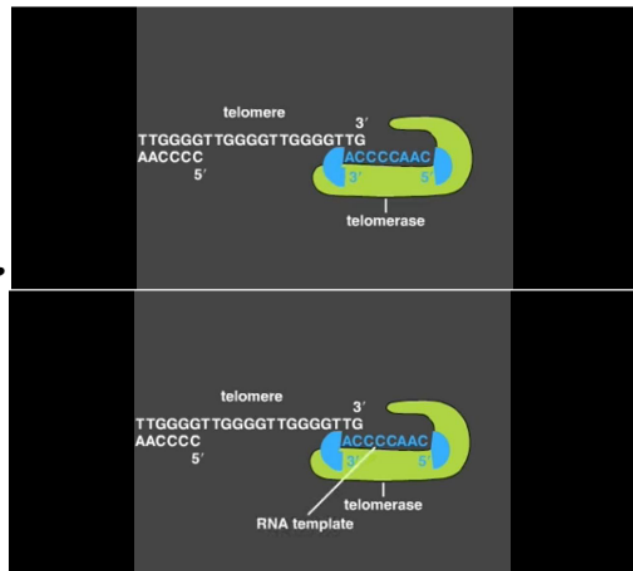 telomere
3′
TTGGGGTTGGGGTTGGGGTTG
AACCCC
ACCCCAAC
5′
3′
5′
telomerase
telomere
3′
TTGGGGTTGGGGTTGGGGTTG
AACCCC
ACCCCAAC
5′
3′
5′
telomerase
RNA template